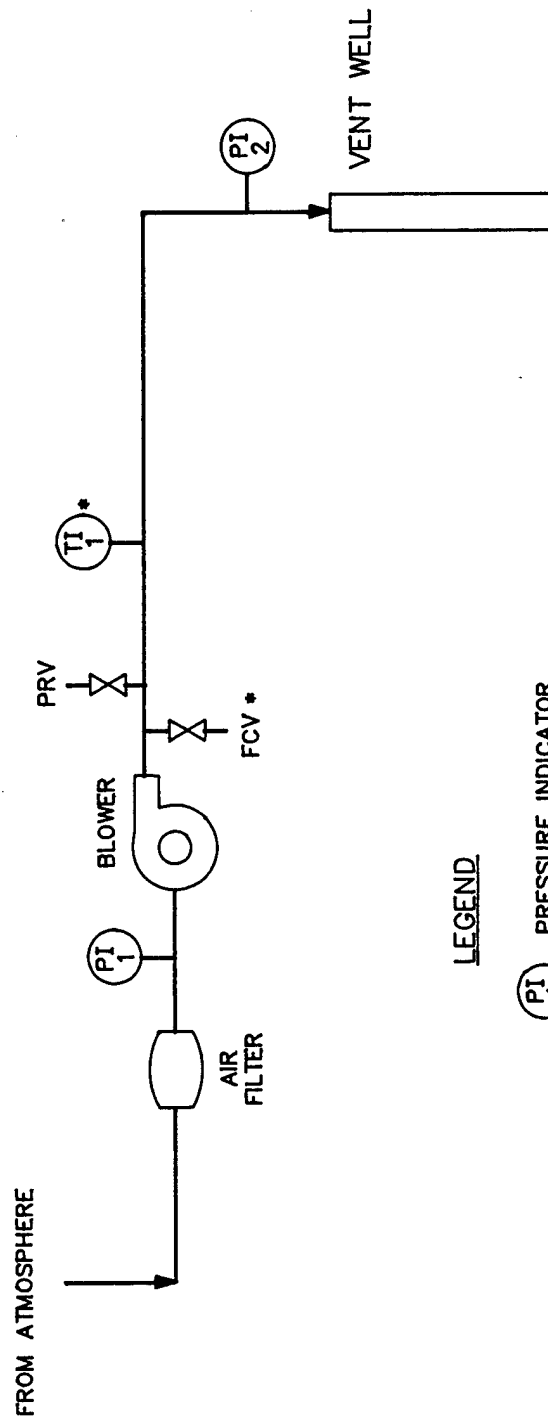 FROM ATMOSPHERE
AIR
FILTER
PI
1
BLOWER
FCV *
PRV
TI
1
*
PI
2
VENT WELL
LEGEND
PI
PRESSURE INDICATOR